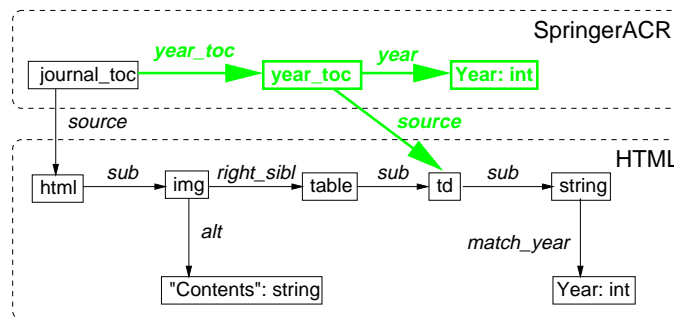 SpringerACR
year_toc
year
journal_toc
year_toc
Year: int
source
source
HTML
sub
right_sibl
sub
sub
html
img
table
td
string
alt
match_year
"Contents": string
Year: int